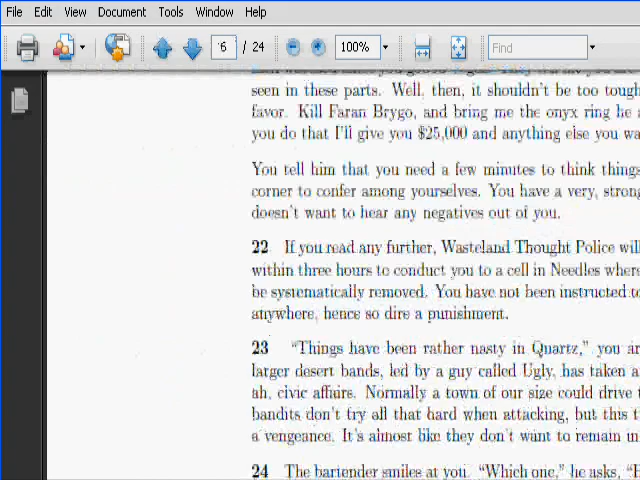 File Edit View Document Tools Window Help
6 / 24 100% Find
seen in these parts. Well, then, it shouldn't be too tough
favor. Kill Faran Brygo, and bring me the onyx ring he
you do that I'll give you $25,000 and anything else you
You tell him that you need a few minutes to think things
corner to confer among yourselves. You have a very, strong
doesn't want to hear any negatives out of you.
22 If you read any further, Wasteland Thought Police will
within three hours to conduct you to a cell in Needles where
be systematically removed. You have not been instructed to
anywhere, hence so dire a punishment.
23 "Things have been rather nasty in Quartz," you
larger desert bands, led by a guy called Ugly, has taken
ah, civic affairs. Normally a town of our size could drive
bandits don't try all that hard when attacking, but this
a vengeance. It's almost like they don't want to remain in
24 The bartender smiles at you. "Which one," he asks,